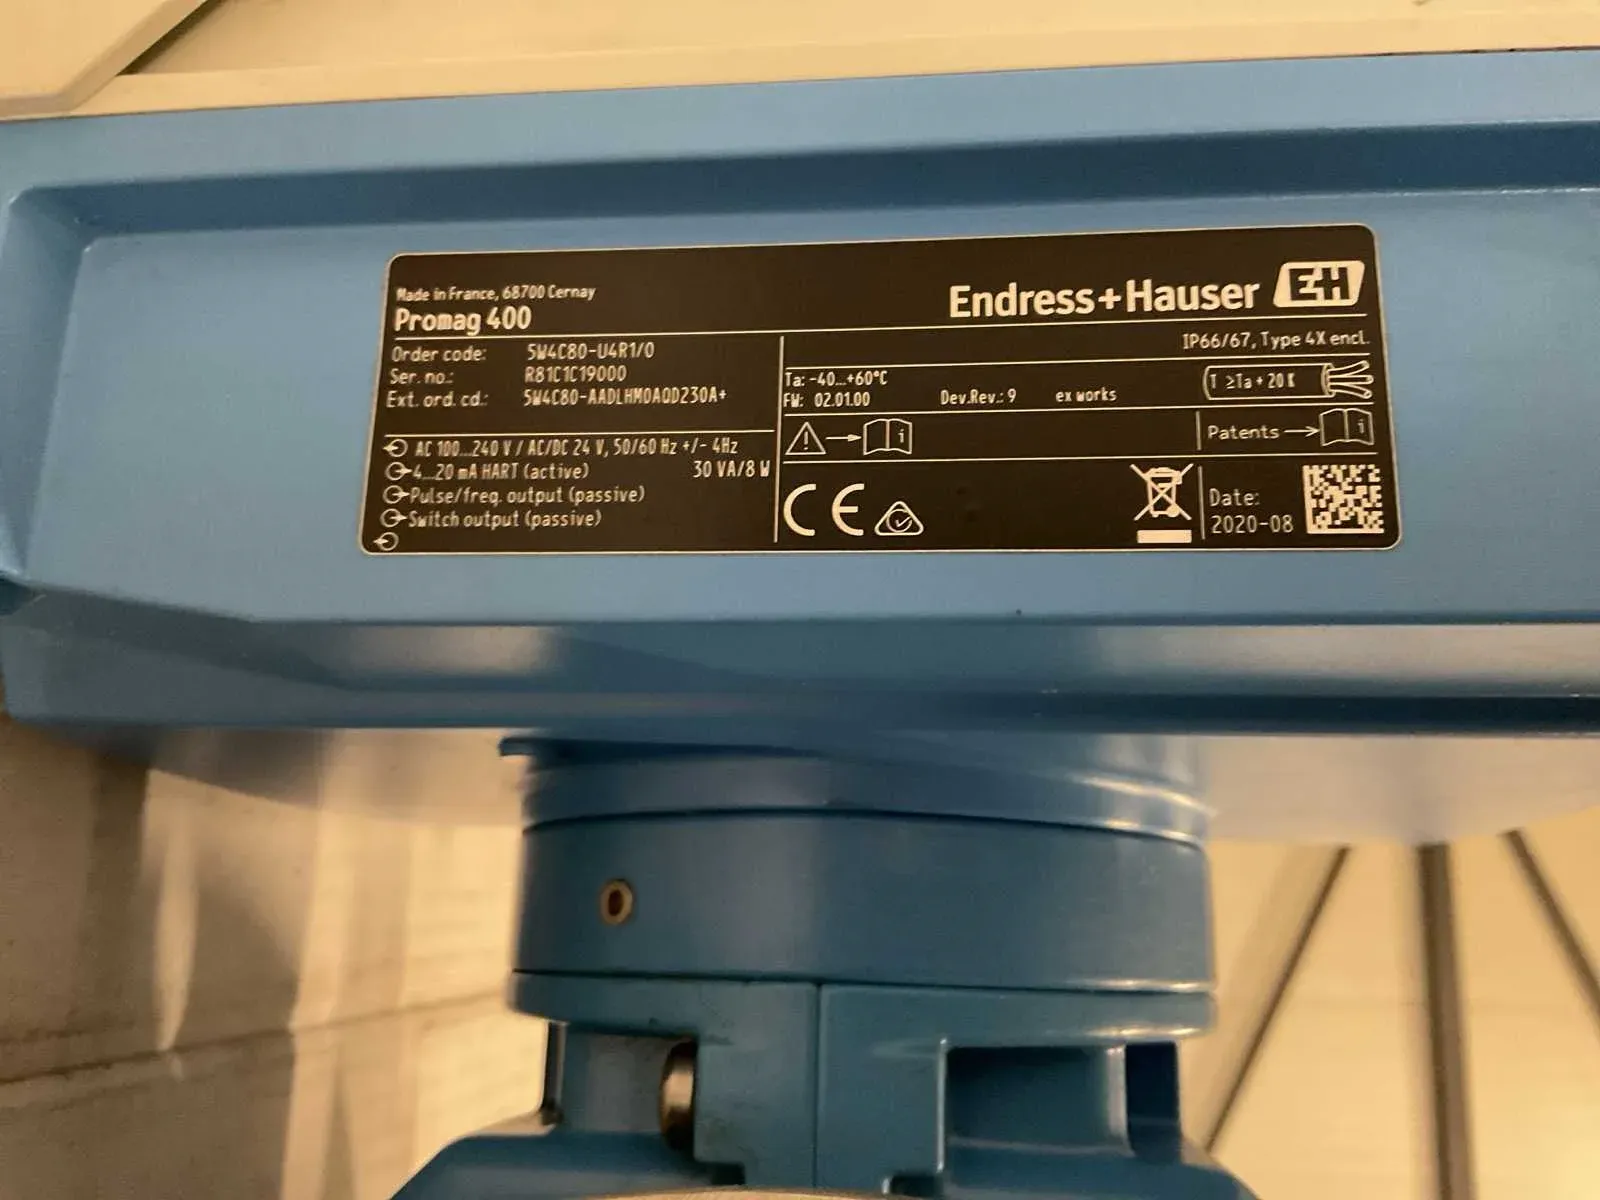 Made in France, 68700 Cernay
Promag 400
Endress+Hauser EH
IP66/67, Type 4X encl.
Order code: 5W4C80-U4R1/0
Ser. no.: R81C1C19000
Ext. ord. cd.: 5W4C80-AADLHM0AQD230A+
Ta: -40...+60°C
FW: 02.01.00 Dev.Rev.: 9 ex works
T ≥Ta + 20 K
AC 100...240 V / AC/DC 24 V, 50/60 Hz +/- 4Hz
4...20 mA HART (active) 30 VA/8 W
Pulse/freq. output (passive)
Switch output (passive)
i
Patents i
CE
Date:
2020-08